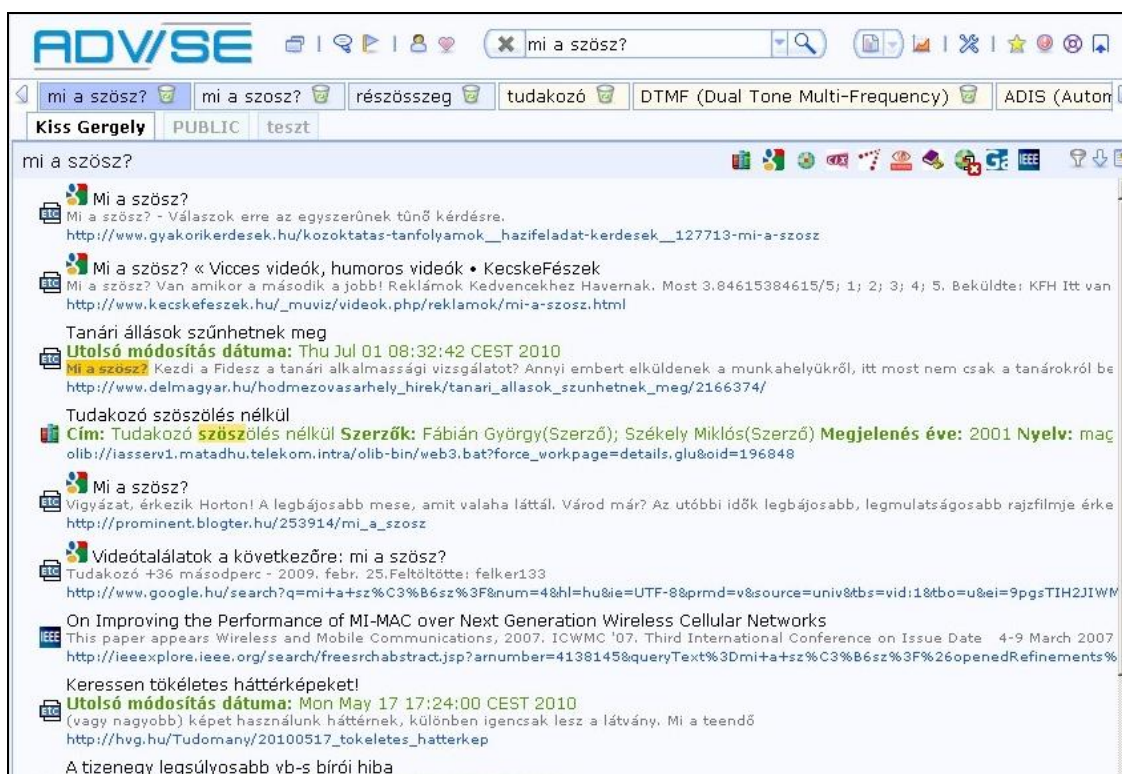 ADVISE
mi a szösz?
mi a szösz? mi a szosz? részösszeg tudakozó DTMF (Dual Tone Multi-Frequency) ADIS (Autom
Kiss Gergely PUBLIC teszt
mi a szösz?
IEEE
Mi a szösz?
ETC Mi a szösz? - Válaszok erre az egyszerûnek tûnő kérdésre.
http://www.gyakorikerdesek.hu/kozoktatas-tanfolyamok__hazifeladat-kerdesek__127713-mi-a-szosz
Mi a szösz? « Vicces videók, humoros videók • KecskeFészek
ETC Mi a szösz? Van amikor a második a jobb! Reklámok Kedvencekhez Havernak. Most 3.84615384615/5; 1; 2; 3; 4; 5. Beküldte: KFH Itt van
http://www.kecskefeszek.hu/_muviz/videok.php/reklamok/mi-a-szosz.html
Tanári állások szűnhetnek meg
ETC Utolsó módosítás dátuma: Thu Jul 01 08:32:42 CEST 2010
Mi a szösz? Kezdi a Fidesz a tanári alkalmassági vizsgálatot? Annyi embert elküldenek a munkahelyükről, itt most nem csak a tanárokról be
http://www.delmagyar.hu/hodmezovasarhely_hirek/tanari_allasok_szunhetnek_meg/2166374/
Tudakozó szöszölés nélkül
Cím: Tudakozó szöszölés nélkül Szerzők: Fábián György(Szerző); Székely Miklós(Szerző) Megjelenés éve: 2001 Nyelv: mag
olib://iasserv1.matadhu.telekom.intra/olib-bin/web3.bat?force_workpage=details.glu&oid=196848
Mi a szösz?
ETC Vigyázat, érkezik Horton! A legbájosabb mese, amit valaha láttál. Várod már? Az utóbbi idők legbájosabb, legmulatságosabb rajzfilmje érke
http://prominent.blogter.hu/253914/mi_a_szosz
Videótalálatok a következőre: mi a szösz?
ETC Tudakozó +36 másodperc - 2009. febr. 25.Feltöltötte: felker133
http://www.google.hu/search?q=mi+a+sz%C3%B6sz%3F&num=4&hl=hu&ie=UTF-8&prmd=v&source=univ&tbs=vid:1&tbo=u&ei=9pgsTIH2JIWM
On Improving the Performance of MI-MAC over Next Generation Wireless Cellular Networks
IEEE This paper appears Wireless and Mobile Communications, 2007. ICWMC '07. Third International Conference on Issue Date 4-9 March 2007
http://ieeexplore.ieee.org/search/freesrchabstract.jsp?arnumber=4138145&queryText%3Dmi+a+sz%C3%B6sz%3F%26openedRefinements%
Keressen tökéletes háttérképeket!
ETC Utolsó módosítás dátuma: Mon May 17 17:24:00 CEST 2010
(vagy nagyobb) képet használunk háttérnek, különben igencsak lesz a látvány. Mi a teendő
http://hvg.hu/Tudomany/20100517_tokeletes_hatterkep
A tizenegy legsúlyosabb vb-s bírói hiba